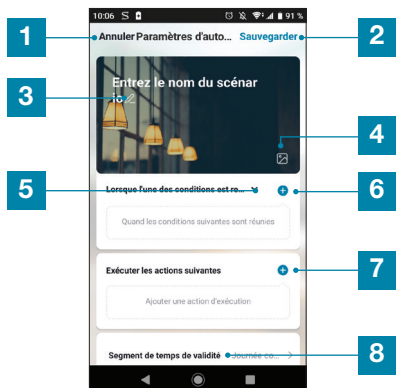 10:06 91 %
1 Annuler Paramètres d'auto... Sauvegarder 2
3 Entrez le nom du scénar
io
4
5 Lorsque l'une des conditions est re... 6
Quand les conditions suivantes sont réunies
Exécuter les actions suivantes 7
Ajouter une action d'exécution
Segment de temps de validité Journée co... 8